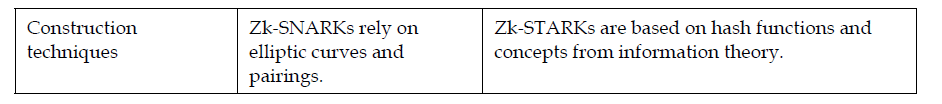 Construction
techniques
Zk-SNARKs rely on
elliptic curves and
pairings.
Zk-STARKs are based on hash functions and
concepts from information theory.